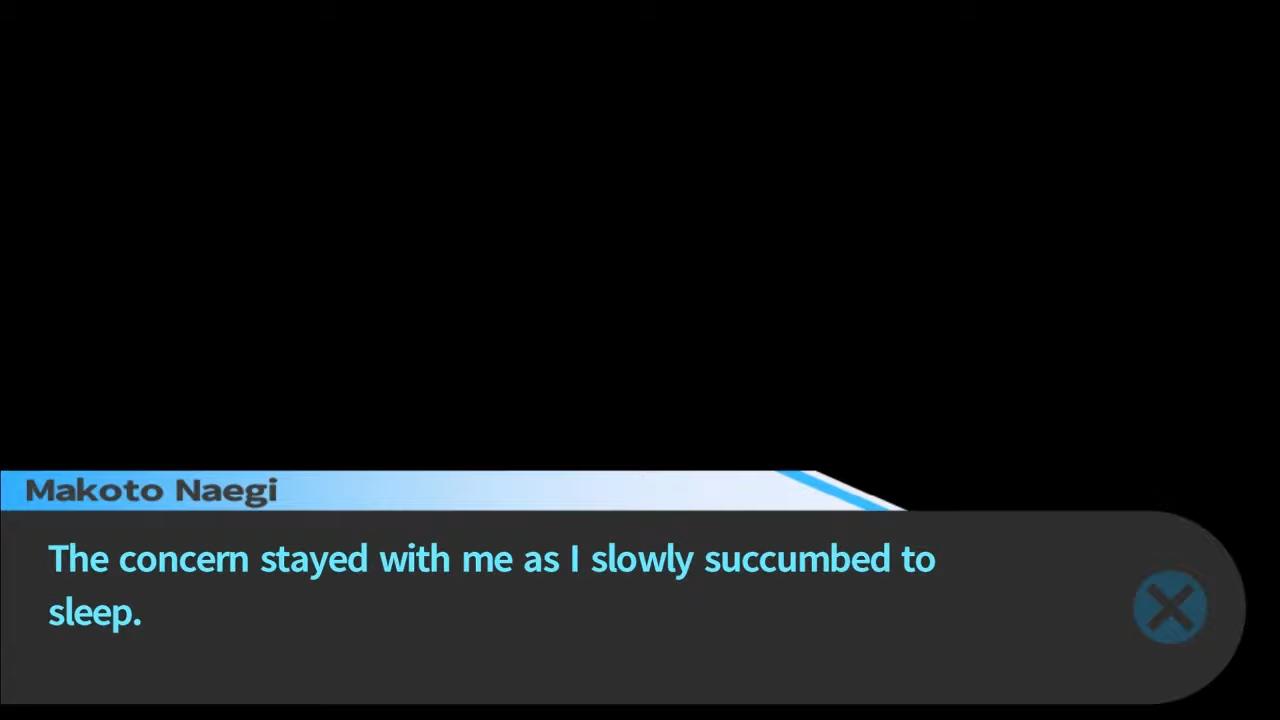 Makoto Naegi
The concern stayed with me as I slowly succumbed to
sleep.